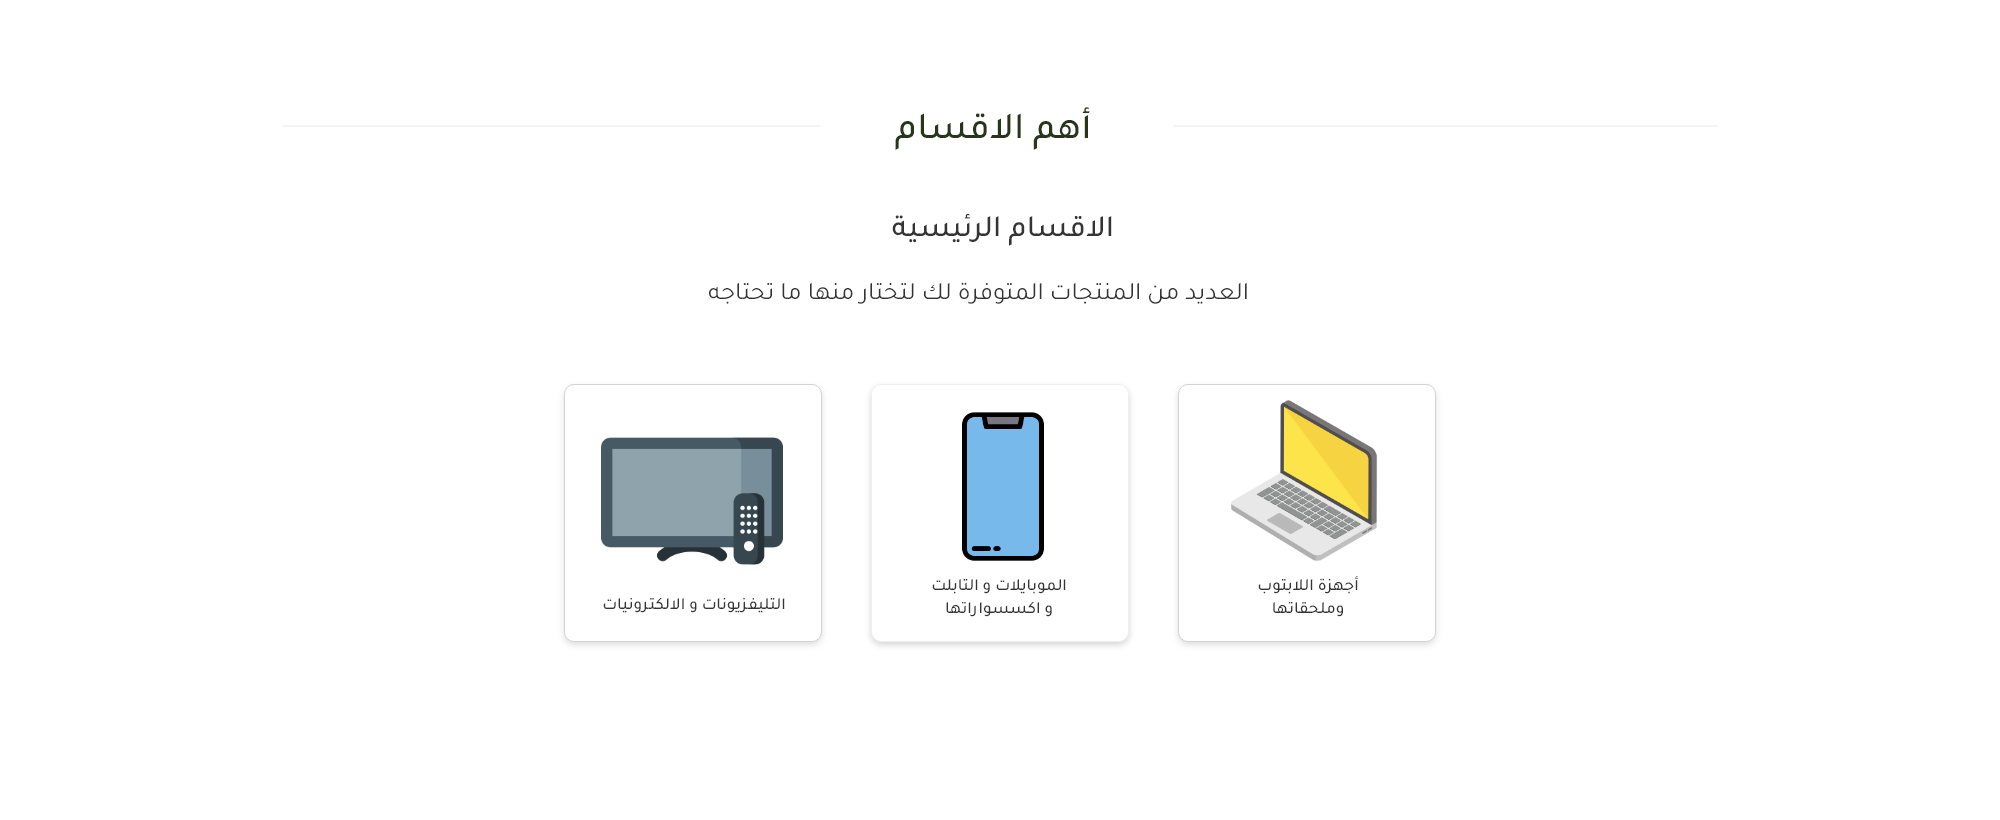 أهم الاقسام
الاقسام الرئيسية
العديد من المنتجات المتوفرة لك لتختار منها ما تحتاجه
أجهزة اللابتوب
وملحقاتها
الموبايلات و التابلت
و اكسسواراتها
التليفزيونات و الالكترونيات